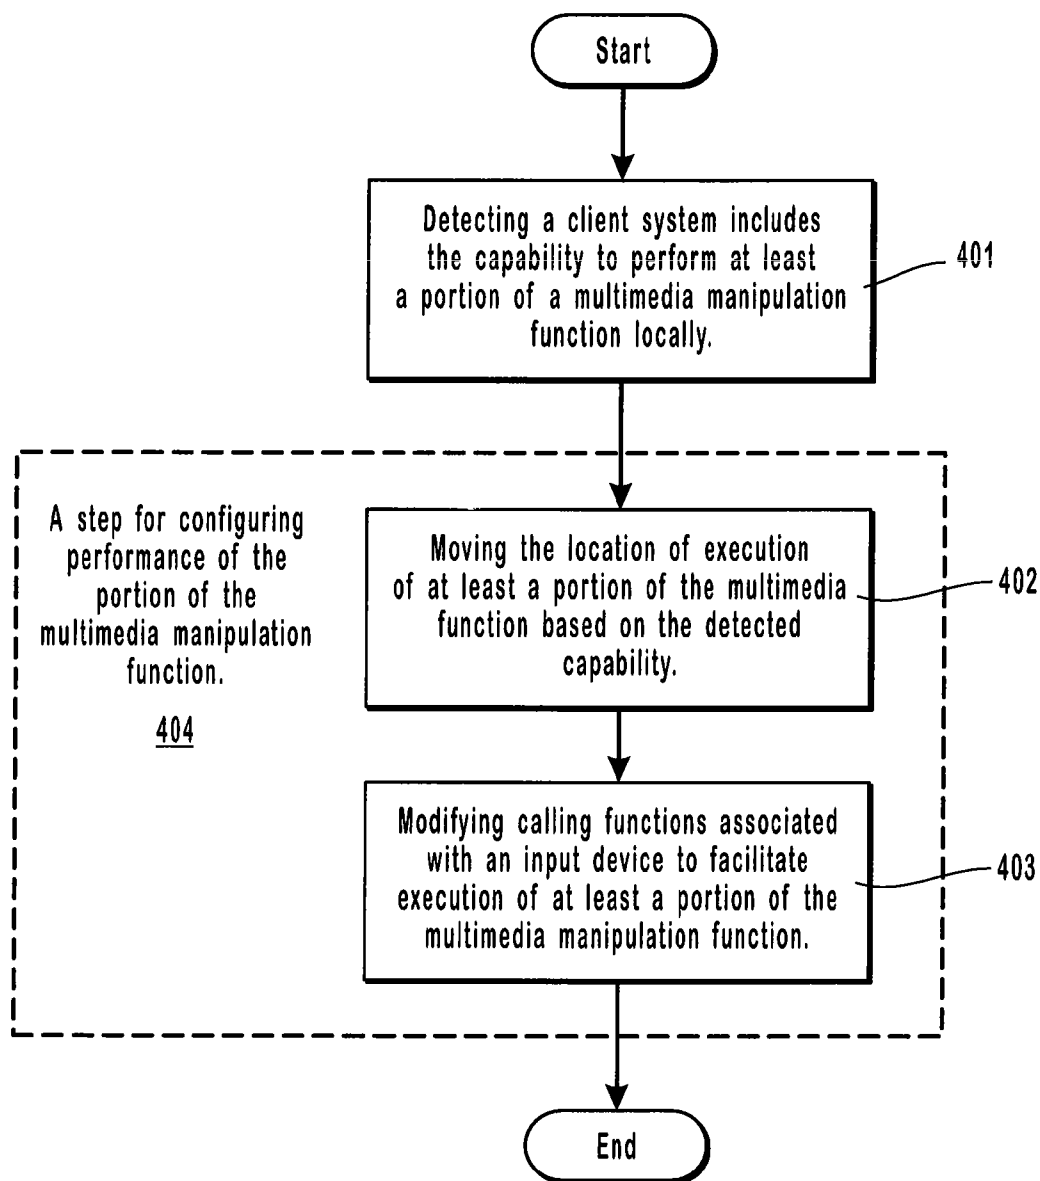 Start
Detecting a client system includes
the capability to perform at least
a portion of a multimedia manipulation
function locally.
401
A step for configuring
performance of the
portion of the
multimedia manipulation
function.
404
Moving the location of execution
of at least a portion of the multimedia
function based on the detected
capability.
402
Modifying calling functions associated
with an input device to facilitate
execution of at least a portion of the
multimedia manipulation function.
403
End